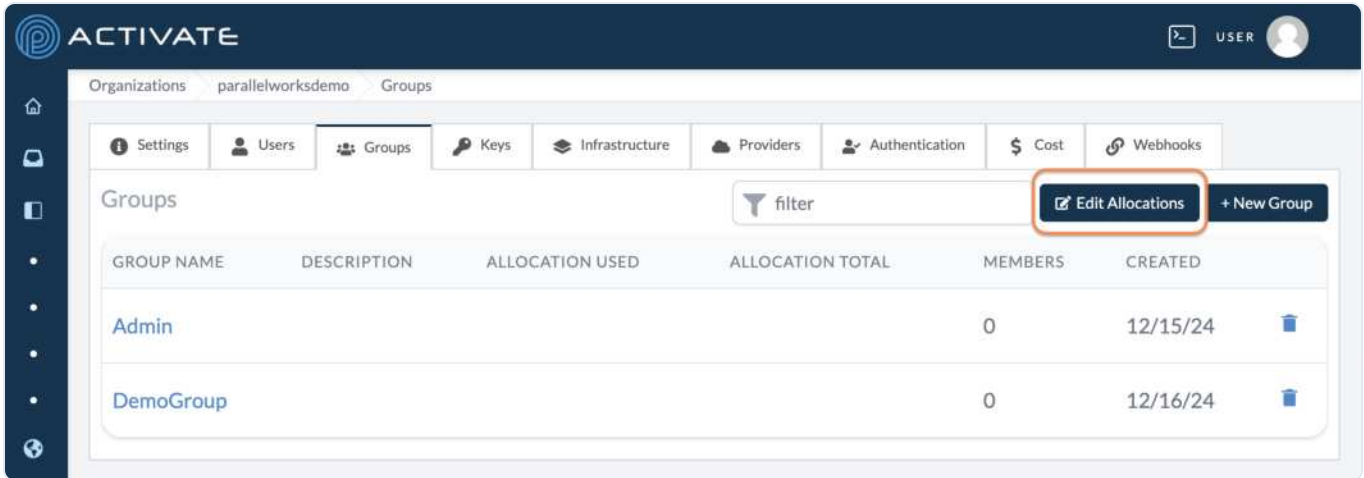 ACTIVATE
USER
Organizations parallelworksdemo Groups
Settings Users Groups Keys Infrastructure Providers Authentication Cost Webhooks
Groups
filter
Edit Allocations
+ New Group
GROUP NAME DESCRIPTION ALLOCATION USED ALLOCATION TOTAL MEMBERS CREATED
Admin 0 12/15/24
DemoGroup 0 12/16/24